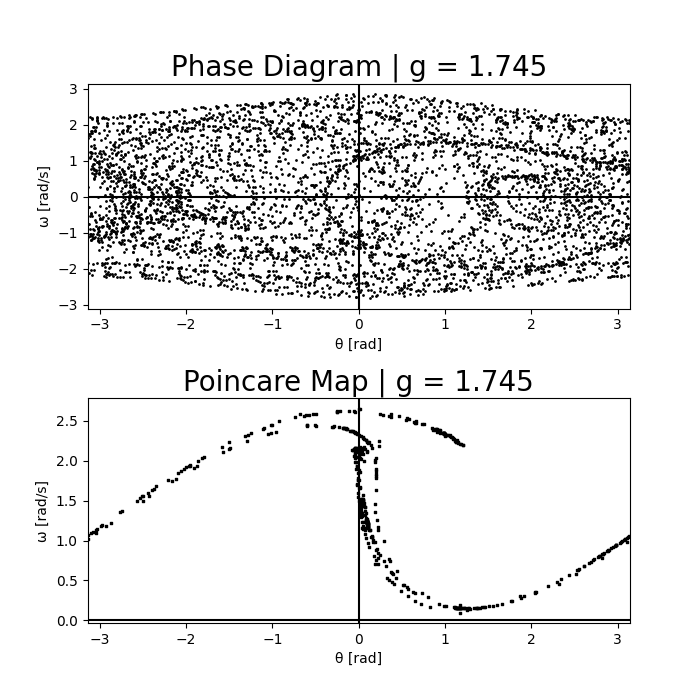 Phase Diagram | g = 1.745
3
2
1
0
−1
−2
−3
ω [rad/s]
−3 −2 −1 0 1 2 3
θ [rad]
Poincare Map | g = 1.745
2.5
2.0
1.5
1.0
0.5
0.0
ω [rad/s]
−3 −2 −1 0 1 2 3
θ [rad]